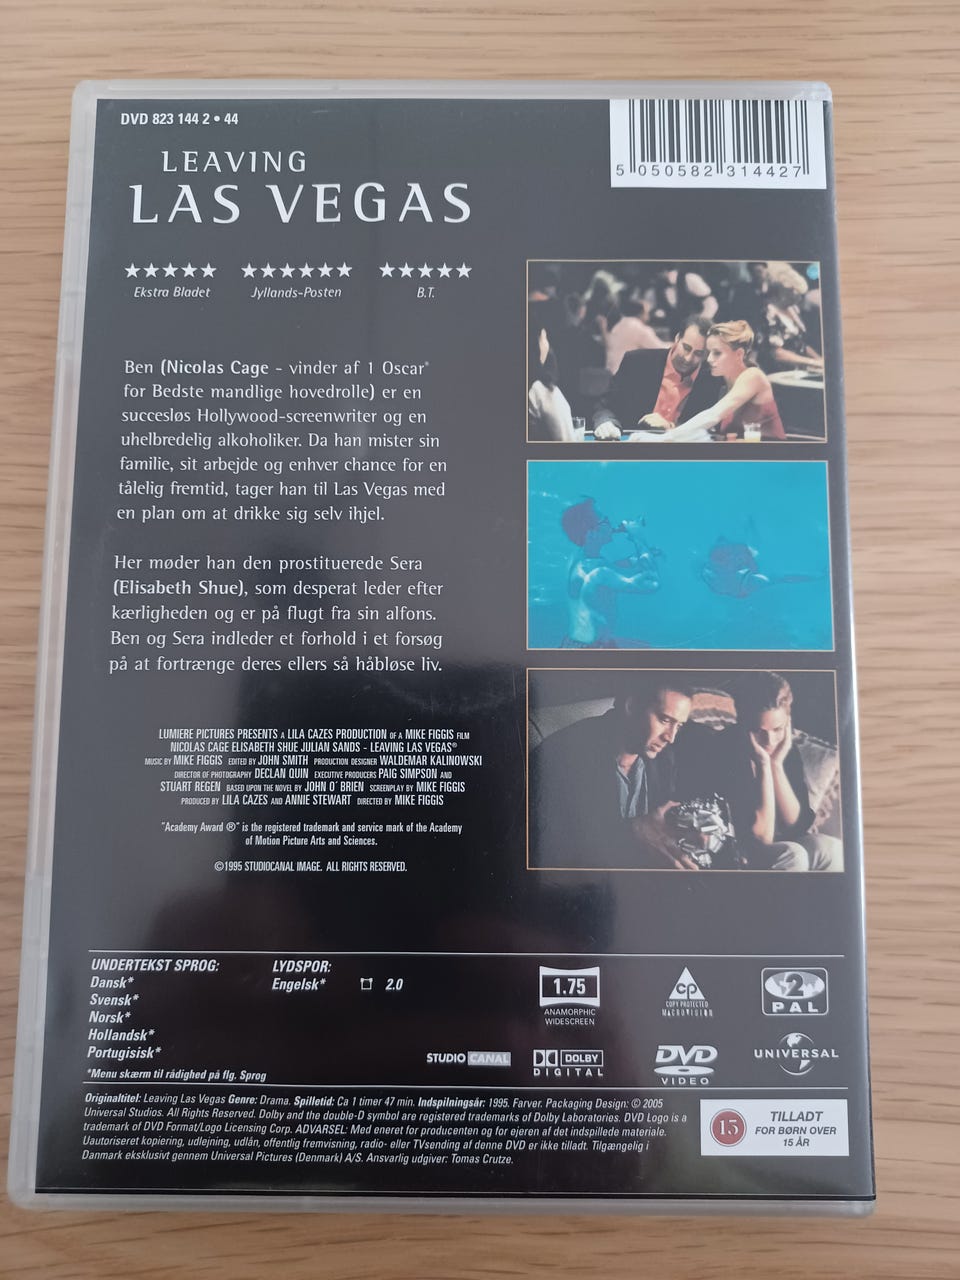 DVD 823 144 2 • 44
5 050582 314427
LEAVING
LAS VEGAS
★★★★★ ★★★★★★ ★★★★★
Ekstra Bladet Jyllands-Posten B.T.
Ben (Nicolas Cage - vinder af 1 Oscar®
for Bedste mandlige hovedrolle) er en
succesløs Hollywood-screenwriter og en
uhelbredelig alkoholiker. Da han mister sin
familie, sit arbejde og enhver chance for en
tålelig fremtid, tager han til Las Vegas med
en plan om at drikke sig selv ihjel.
Her møder han den prostituerede Sera
(Elisabeth Shue), som desperat leder efter
kærligheden og er på flugt fra sin alfons.
Ben og Sera indleder et forhold i et forsøg
på at fortrænge deres ellers så håbløse liv.
LUMIERE PICTURES PRESENTS A LILA CAZES PRODUCTION OF A MIKE FIGGIS FILM
NICOLAS CAGE ELISABETH SHUE JULIAN SANDS - LEAVING LAS VEGAS®
MUSIC BY MIKE FIGGIS EDITED BY JOHN SMITH PRODUCTION DESIGNER WALDEMAR KALINOWSKI
DIRECTOR OF PHOTOGRAPHY DECLAN QUIN EXECUTIVE PRODUCERS PAIG SIMPSON AND
STUART REGEN BASED UPON THE NOVEL BY JOHN O´ BRIEN SCREENPLAY BY MIKE FIGGIS
PRODUCED BY LILA CAZES AND ANNIE STEWART DIRECTED BY MIKE FIGGIS
"Academy Award ®" is the registered trademark and service mark of the Academy
of Motion Picture Arts and Sciences.
©1995 STUDIOCANAL IMAGE. ALL RIGHTS RESERVED.
UNDERTEKST SPROG:
Dansk*
Svensk*
Norsk*
Hollandsk*
Portugisisk*
*Menu skærm til rådighed på flg. Sprog
LYDSPOR:
Engelsk* 2.0
1.75
ANAMORPHIC
WIDESCREEN
CP
COPY PROTECTED
MACROVISION
2
PAL
STUDIO CANAL
DOLBY
DIGITAL
DVD
VIDEO
UNIVERSAL
Originaltitel: Leaving Las Vegas Genre: Drama. Spilletid: Ca 1 timer 47 min. Indspilningsår: 1995. Farver. Packaging Design: © 2005
Universal Studios. All Rights Reserved. Dolby and the double-D symbol are registered trademarks of Dolby Laboratories. DVD Logo is a
trademark of DVD Format/Logo Licensing Corp. ADVARSEL: Med eneret for producenten og for ejeren af det indspillede materiale.
Uautoriseret kopiering, udlejning, udlån, offentlig fremvisning, radio- eller TVsending af denne DVD er ikke tilladt. Tilgængelig i
Danmark eksklusivt gennem Universal Pictures (Denmark) A/S. Ansvarlig udgiver: Tomas Crutze.
15
TILLADT
FOR BØRN OVER
15 ÅR